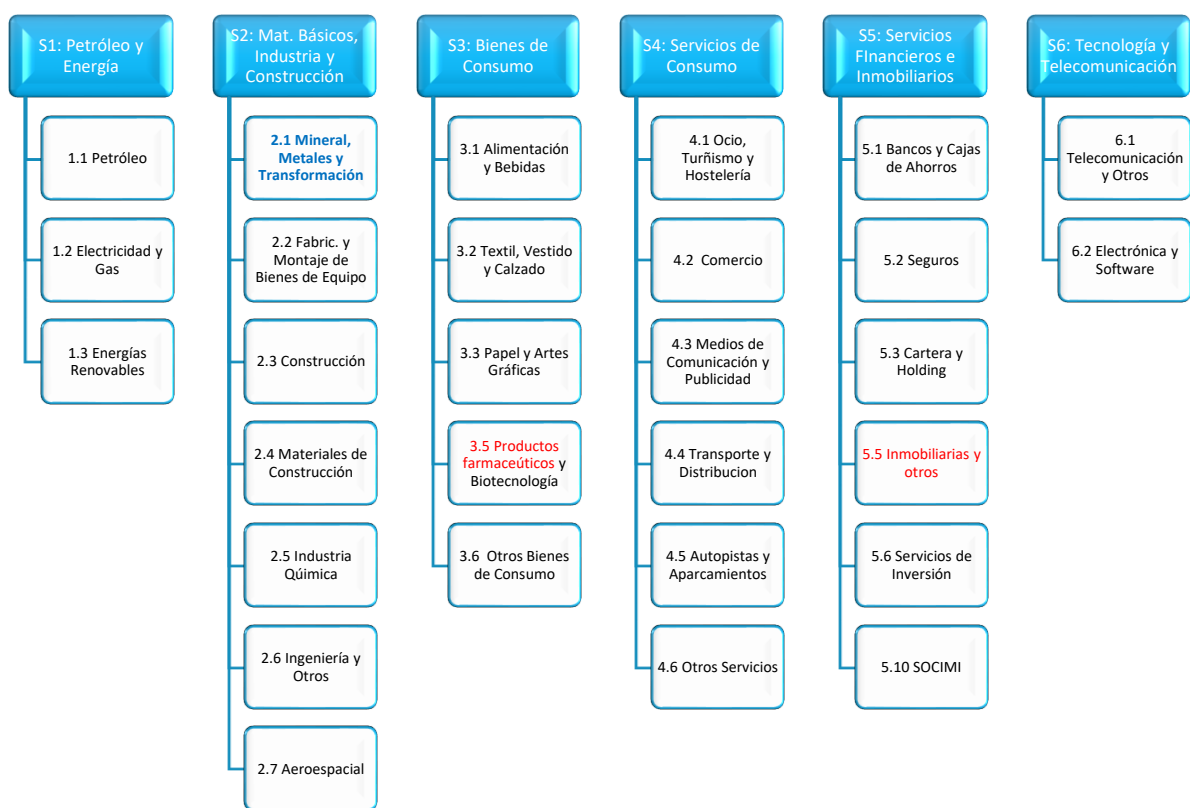 S1: Petróleo y
Energía
1.1 Petróleo
1.2 Electricidad y
Gas
1.3 Energías
Renovables
S2: Mat. Básicos,
Industria y
Construcción
2.1 Mineral,
Metales y
Transformación
2.2 Fabric. y
Montaje de
Bienes de Equipo
2.3 Construcción
2.4 Materiales de
Construcción
2.5 Industria
Qúimica
2.6 Ingeniería y
Otros
2.7 Aeroespacial
S3: Bienes de
Consumo
3.1 Alimentación
y Bebidas
3.2 Textil, Vestido
y Calzado
3.3 Papel y Artes
Gráficas
3.5 Productos
farmaceúticos y
Biotecnología
3.6 Otros Bienes
de Consumo
S4: Servicios de
Consumo
4.1 Ocio,
Turñismo y
Hostelería
4.2 Comercio
4.3 Medios de
Comunicación y
Publicidad
4.4 Transporte y
Distribucion
4.5 Autopistas y
Aparcamientos
4.6 Otros Servicios
S5: Servicios
FInancieros e
Inmobiliarios
5.1 Bancos y Cajas
de Ahorros
5.2 Seguros
5.3 Cartera y
Holding
5.5 Inmobiliarias y
otros
5.6 Servicios de
Inversión
5.10 SOCIMI
S6: Tecnología y
Telecomunicación
6.1
Telecomunicación
y Otros
6.2 Electrónica y
Software